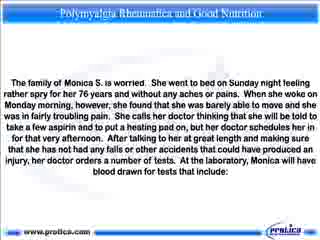 Polymyalgia Rheumatica and Good Nutrition
The family of Monica S. is worried. She went to bed on Sunday night feeling
rather spry for her 76 years and without any aches or pains. When she woke on
Monday morning, however, she found that she was barely able to move and she
was in fairly troubling pain. She calls her doctor thinking that she will be told to
take a few aspirin and to put a heating pad on, but her doctor schedules her in
for that very afternoon. After talking to her at great length and making sure
that she has not had any falls or other accidents that could have produced an
injury, her doctor orders a number of tests. At the laboratory, Monica will have
blood drawn for tests that include:
www.protica.com
protica